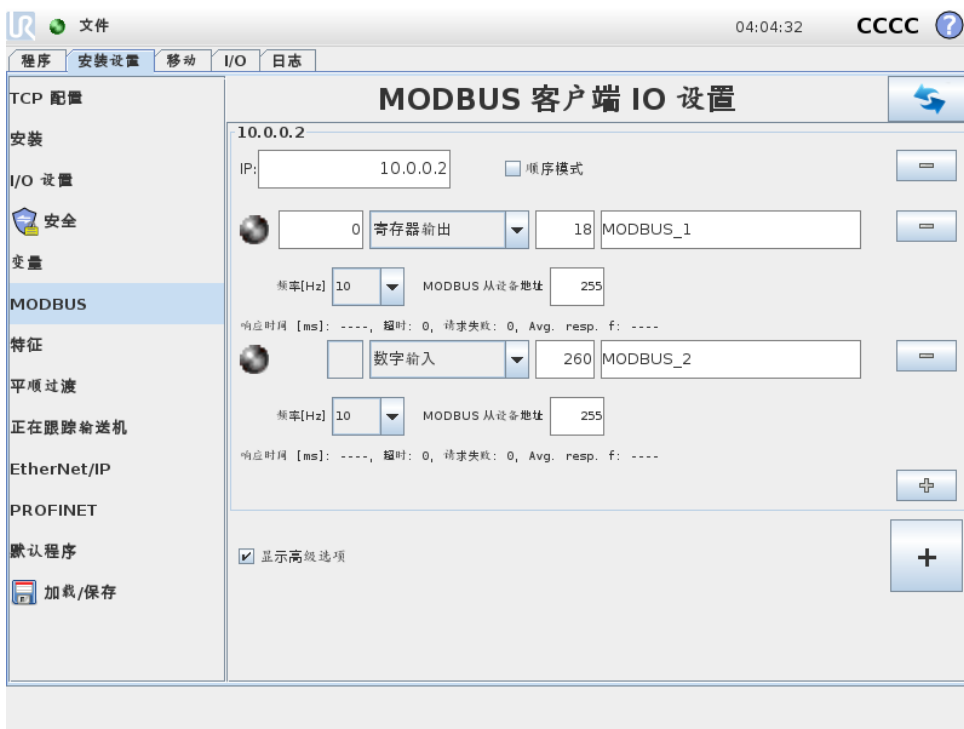 UR 文件 04:04:32 CCCC ?
程序 安装设置 移动 I/O 日志
TCP 配置
安装
I/O 设置
安全
变量
MODBUS
特征
平顺过渡
正在跟踪输送机
EtherNet/IP
PROFINET
默认程序
加载/保存
MODBUS 客户端 IO 设置
10.0.0.2
IP: 10.0.0.2 顺序模式
0 寄存器输出 18 MODBUS_1
频率[Hz] 10 MODBUS 从设备地址 255
响应时间 [ms]: ----, 超时: 0, 请求失败: 0, Avg. resp. f: ----
数字输入 260 MODBUS_2
频率[Hz] 10 MODBUS 从设备地址 255
响应时间 [ms]: ----, 超时: 0, 请求失败: 0, Avg. resp. f: ----
显示高级选项